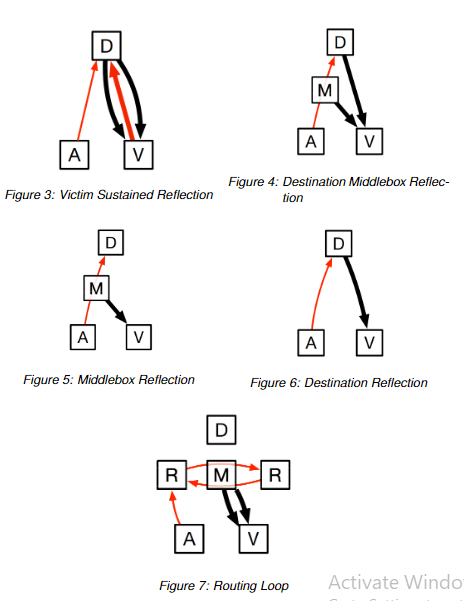 D
A V
Figure 3: Victim Sustained Reflection
D
M
A V
Figure 4: Destination Middlebox Reflec-
tion
D
M
A V
Figure 5: Middlebox Reflection
D
A V
Figure 6: Destination Reflection
D
R M R
A V
Figure 7: Routing Loop
Activate Windo